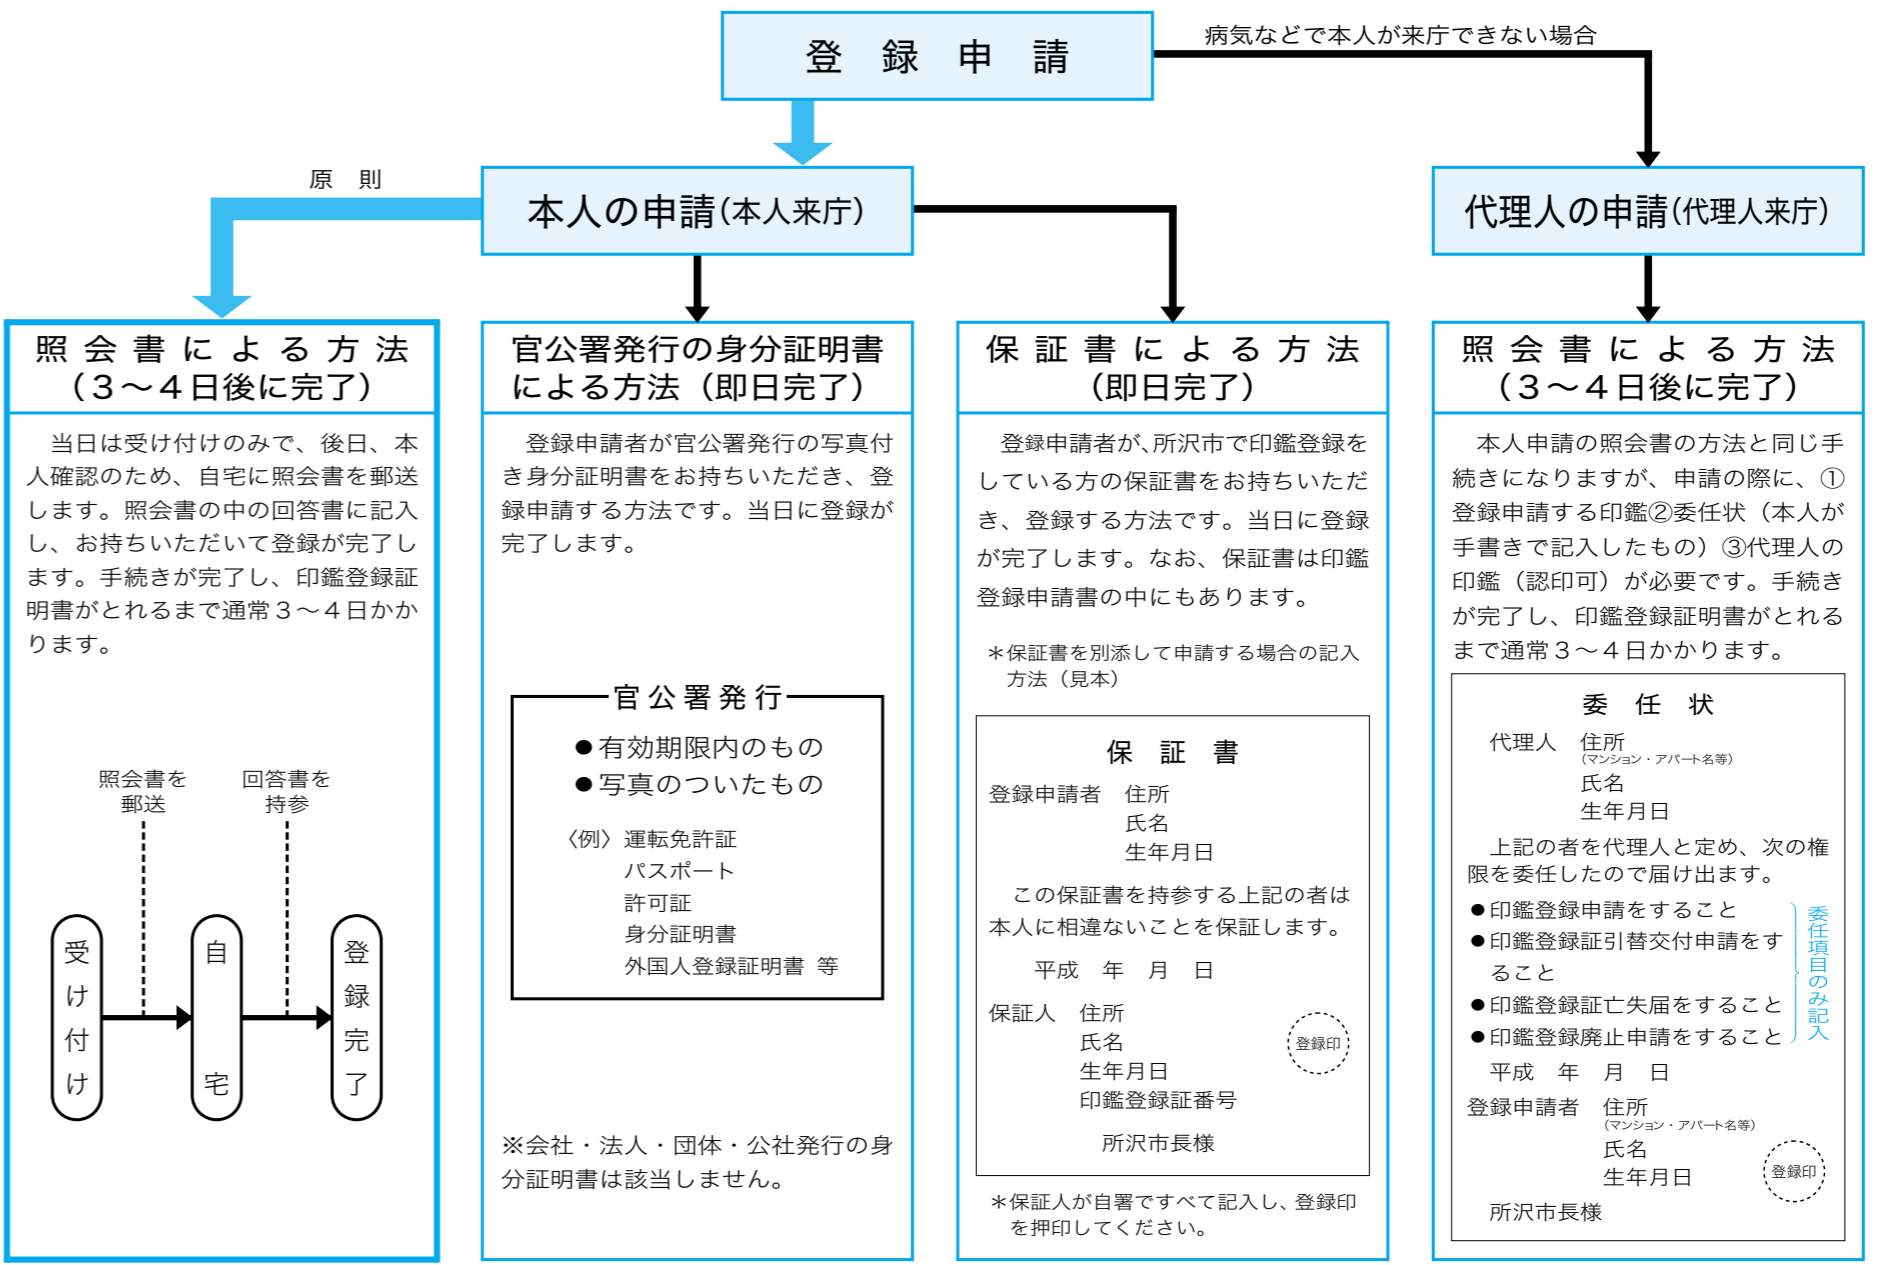 登 録 申 請
病気などで本人が来庁できない場合
原 則
本人の申請(本人来庁)
代理人の申請(代理人来庁)
照会書による方法
(3〜4日後に完了)
当日は受け付けのみで、後日、本
人確認のため、自宅に照会書を郵送
します。照会書の中の回答書に記入
し、お持ちいただいて登録が完了し
ます。手続きが完了し、印鑑登録証
明書がとれるまで通常3〜4日かか
ります。
照会書を
郵送
回答書を
持参
受け付け
自宅
登録完了
官公署発行の身分証明書
による方法(即日完了)
登録申請者が官公署発行の写真付
き身分証明書をお持ちいただき、登
録申請する方法です。当日に登録が
完了します。
官公署発行
●有効期限内のもの
●写真のついたもの
〈例〉運転免許証
パスポート
許可証
身分証明書
外国人登録証明書 等
※会社・法人・団体・公社発行の身
分証明書は該当しません。
保証書による方法
(即日完了)
登録申請者が、所沢市で印鑑登録を
している方の保証書をお持ちいただ
き、登録する方法です。当日に登録
が完了します。なお、保証書は印鑑
登録申請書の中にもあります。
*保証書を別添して申請する場合の記入
方法(見本)
保 証 書
登録申請者 住所
氏名
生年月日
この保証書を持参する上記の者は
本人に相違ないことを保証します。
平成 年 月 日
保証人 住所
氏名
登録印
生年月日
印鑑登録証番号
所沢市長様
*保証人が自署ですべて記入し、登録印
を押印してください。
照会書による方法
(3〜4日後に完了)
本人申請の照会書の方法と同じ手
続きになりますが、申請の際に、①
登録申請する印鑑②委任状(本人が
手書きで記入したもの)③代理人の
印鑑(認印可)が必要です。手続き
が完了し、印鑑登録証明書がとれる
まで通常3〜4日かかります。
委 任 状
代理人 住所
(マンション・アパート名等)
氏名
生年月日
上記の者を代理人と定め、次の権
限を委任したので届け出ます。
●印鑑登録申請をすること
●印鑑登録証引替交付申請をす
ること
●印鑑登録証亡失届をすること
●印鑑登録廃止申請をすること
委任項目のみ記入
平成 年 月 日
登録申請者 住所
(マンション・アパート名等)
氏名
生年月日
登録印
所沢市長様